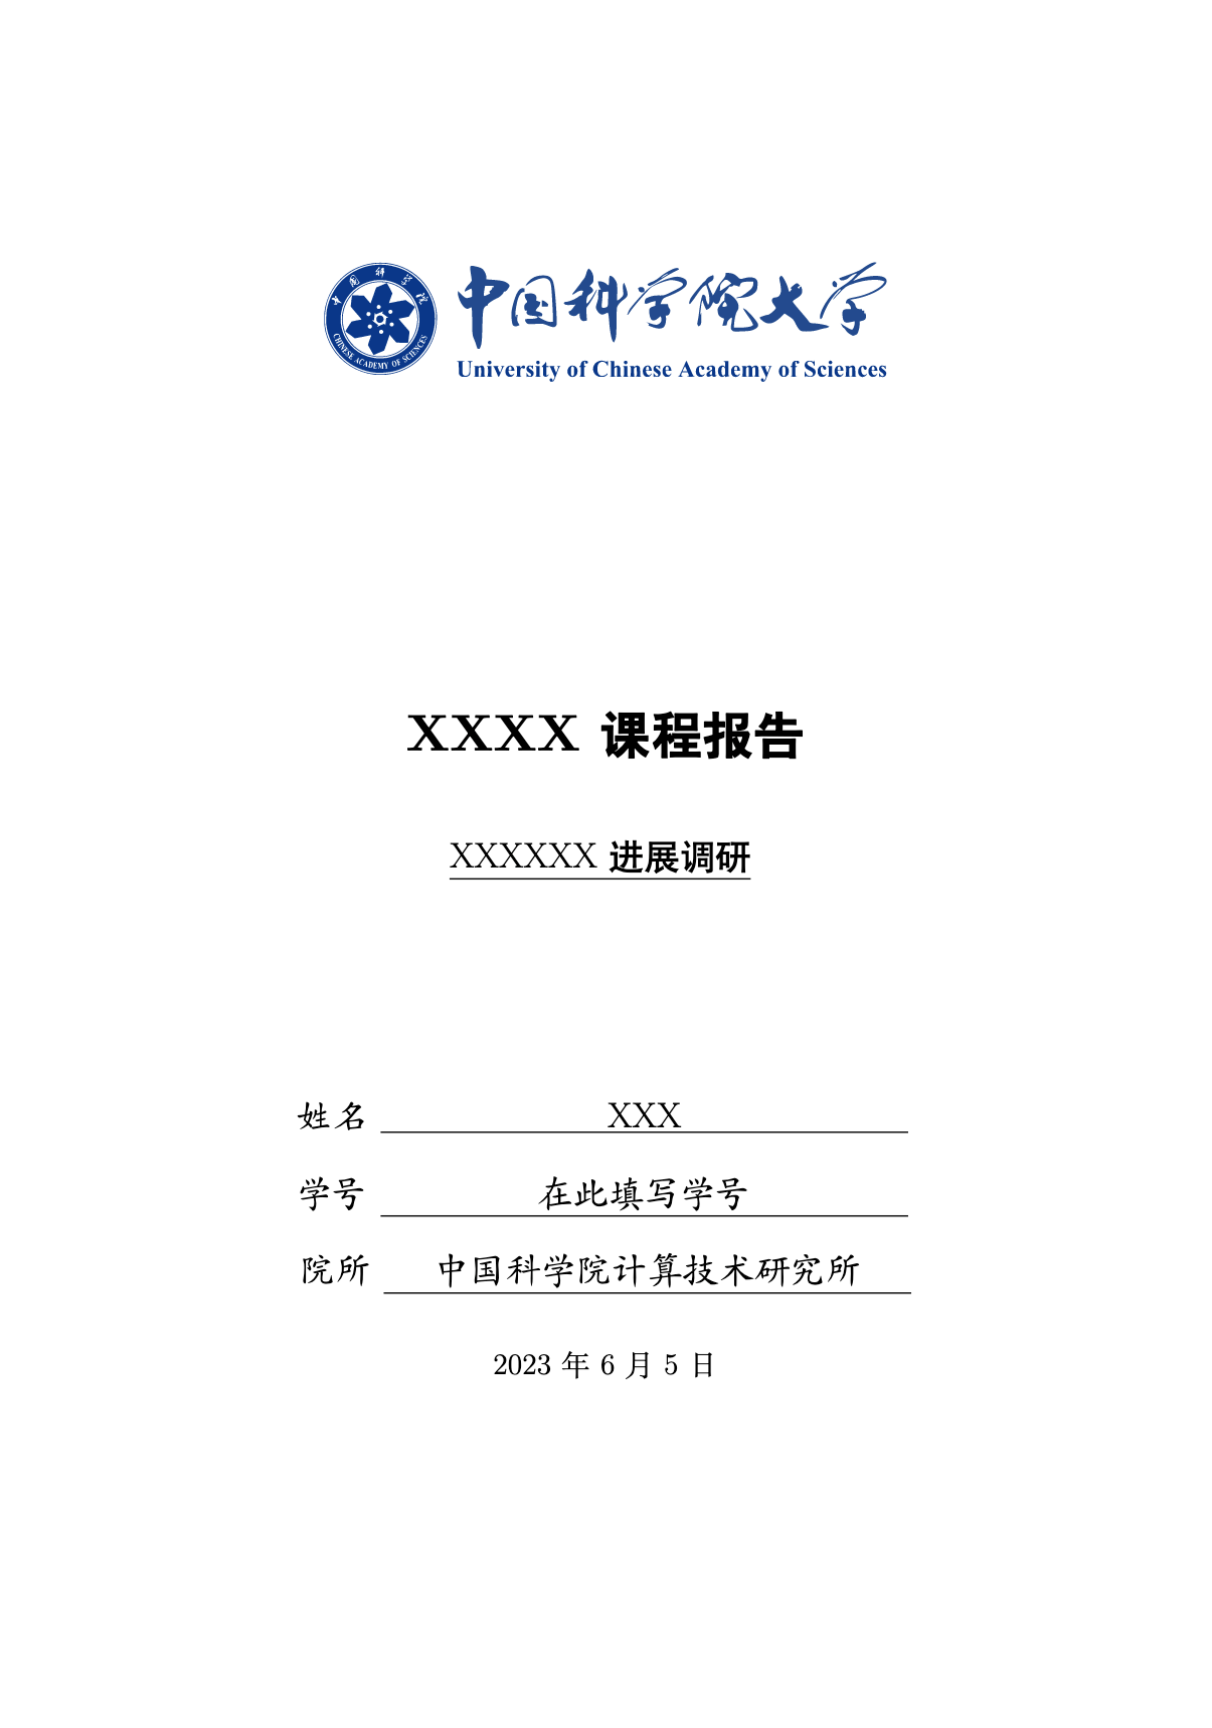 中国科学院
CHINESE ACADEMY OF SCIENCES
中国科学院大学
University of Chinese Academy of Sciences
XXXX 课程报告
XXXXXX 进展调研
姓名 XXX
学号 在此填写学号
院所 中国科学院计算技术研究所
2023 年 6 月 5 日